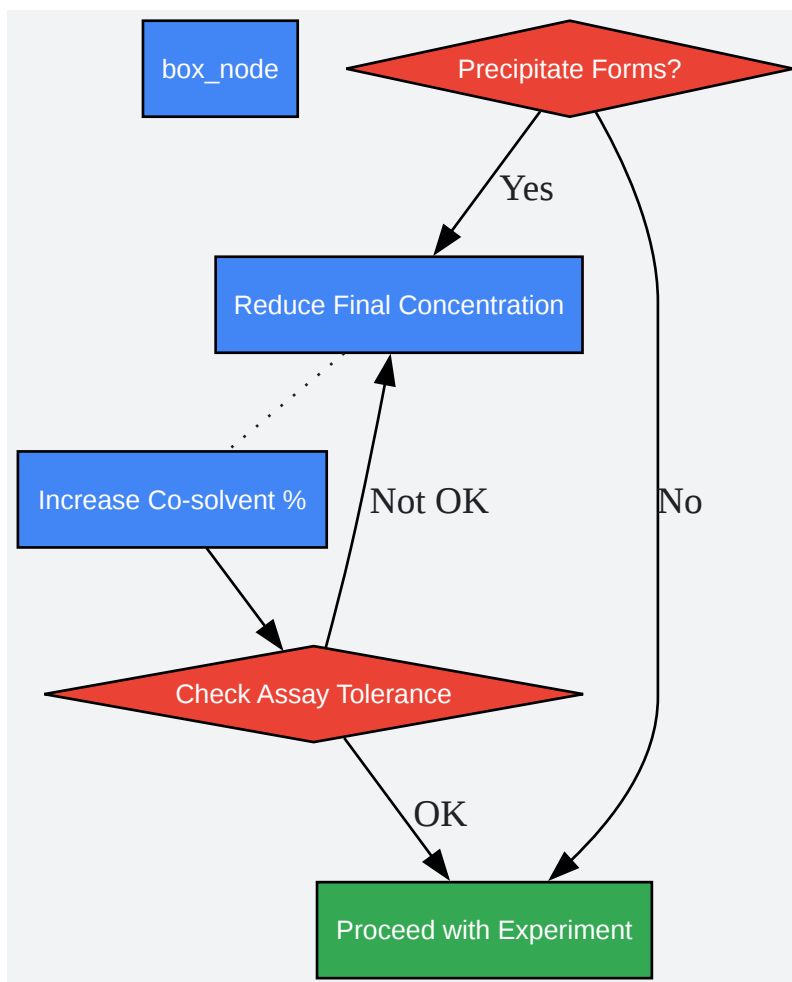 box_node
Precipitate Forms?
Yes
Reduce Final Concentration
Increase Co-solvent %
Not OK
No
Check Assay Tolerance
OK
Proceed with Experiment